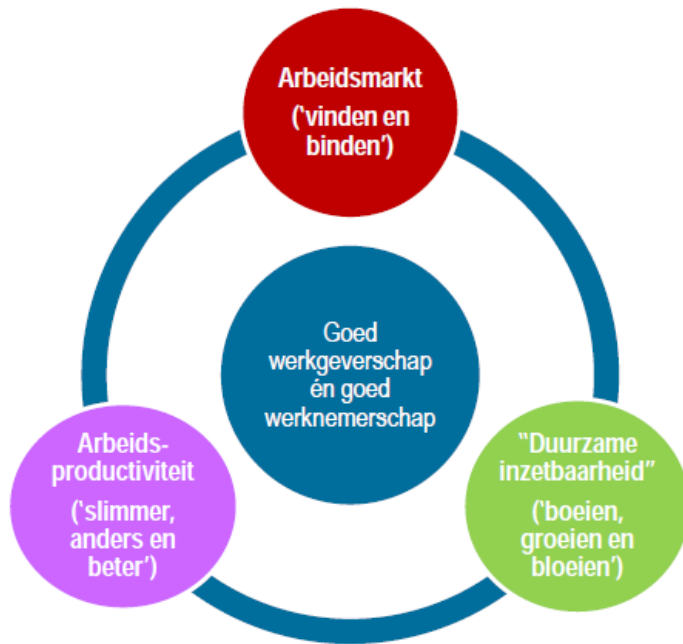 Arbeidsmarkt
(‘vinden en
binden’)
Goed
werkgeverschap
én goed
werknemerschap
Arbeids-
productiviteit
(‘slimmer,
anders en
beter’)
“Duurzame
inzetbaarheid”
(‘boeien,
groeien en
bloeien’)